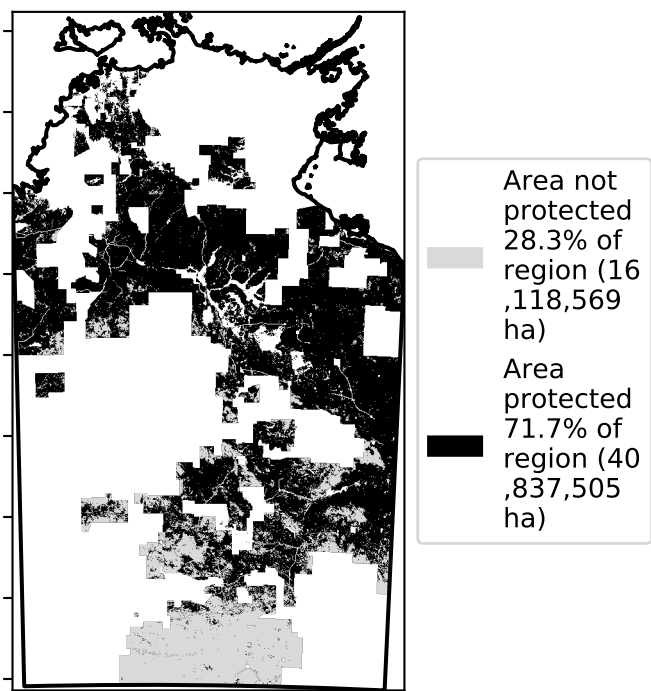 Area not
protected
28.3% of
region (16
,118,569
ha)
Area
protected
71.7% of
region (40
,837,505
ha)